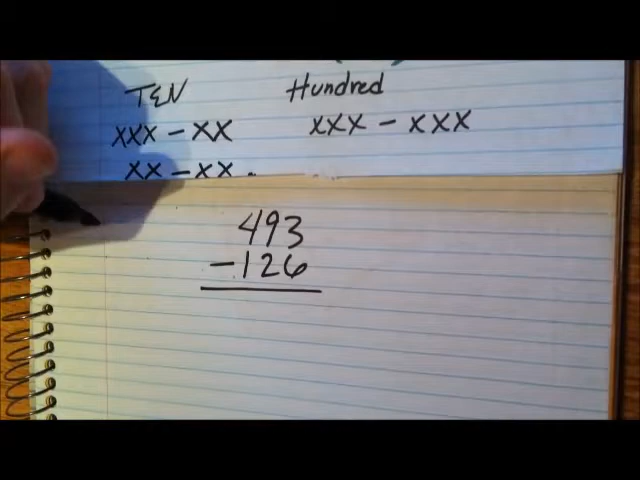 TEN Hundred
XXX - XX XXX - XXX
XX - XX .
493
- 126